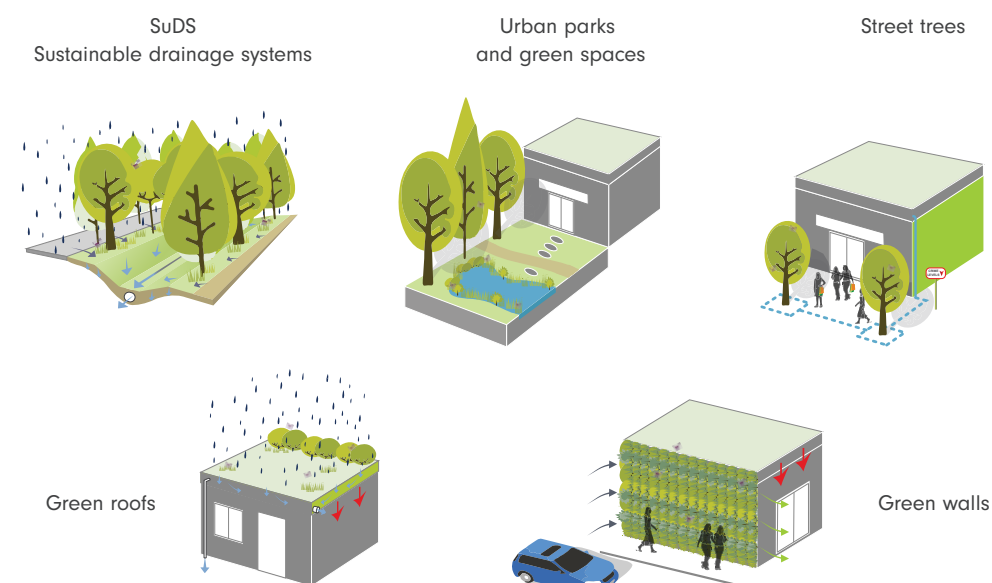 SuDS
Sustainable drainage systems
Urban parks
and green spaces
Street trees
Green roofs
Green walls